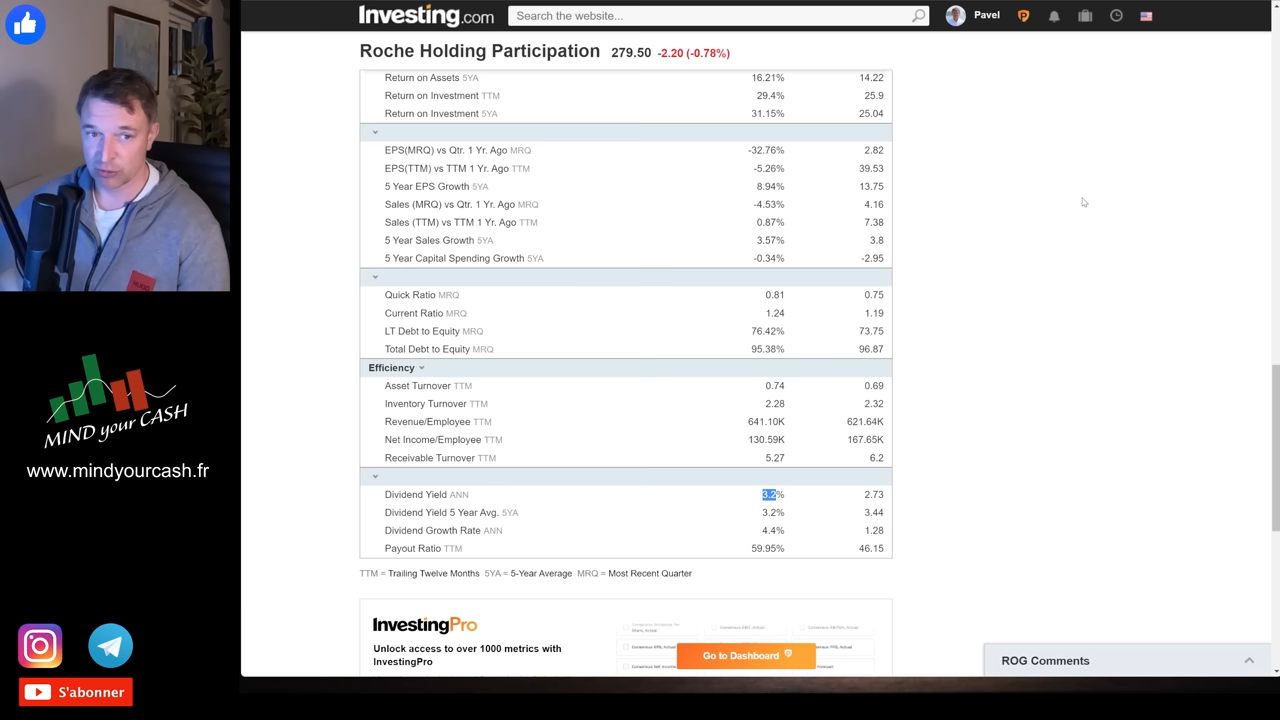 Investing.com
Search the website...
Pavel
Roche Holding Participation 279.50 -2.20 (-0.78%)
Return on Assets 5YA 16.21% 14.22
Return on Investment TTM 29.4% 25.9
Return on Investment 5YA 31.15% 25.04
EPS(MRQ) vs Qtr. 1 Yr. Ago MRQ -32.76% 2.82
EPS(TTM) vs TTM 1 Yr. Ago TTM -5.26% 39.53
5 Year EPS Growth 5YA 8.94% 13.75
Sales (MRQ) vs Qtr. 1 Yr. Ago MRQ -4.53% 4.16
Sales (TTM) vs TTM 1 Yr. Ago TTM 0.87% 7.38
5 Year Sales Growth 5YA 3.57% 3.8
5 Year Capital Spending Growth 5YA -0.34% -2.95
Quick Ratio MRQ 0.81 0.75
Current Ratio MRQ 1.24 1.19
LT Debt to Equity MRQ 76.42% 73.75
Total Debt to Equity MRQ 95.38% 96.87
Efficiency
Asset Turnover TTM 0.74 0.69
Inventory Turnover TTM 2.28 2.32
Revenue/Employee TTM 641.10K 621.64K
Net Income/Employee TTM 130.59K 167.65K
Receivable Turnover TTM 5.27 6.2
Dividend Yield ANN 3.2% 2.73
Dividend Yield 5 Year Avg. 5YA 3.2% 3.44
Dividend Growth Rate ANN 4.4% 1.28
Payout Ratio TTM 59.95% 46.15
TTM = Trailing Twelve Months 5YA = 5-Year Average MRQ = Most Recent Quarter
InvestingPro
Unlock access to over 1000 metrics with
InvestingPro
Go to Dashboard
ROG Comments
HUGO
MIND your CASH
www.mindyourcash.fr
S'abonner